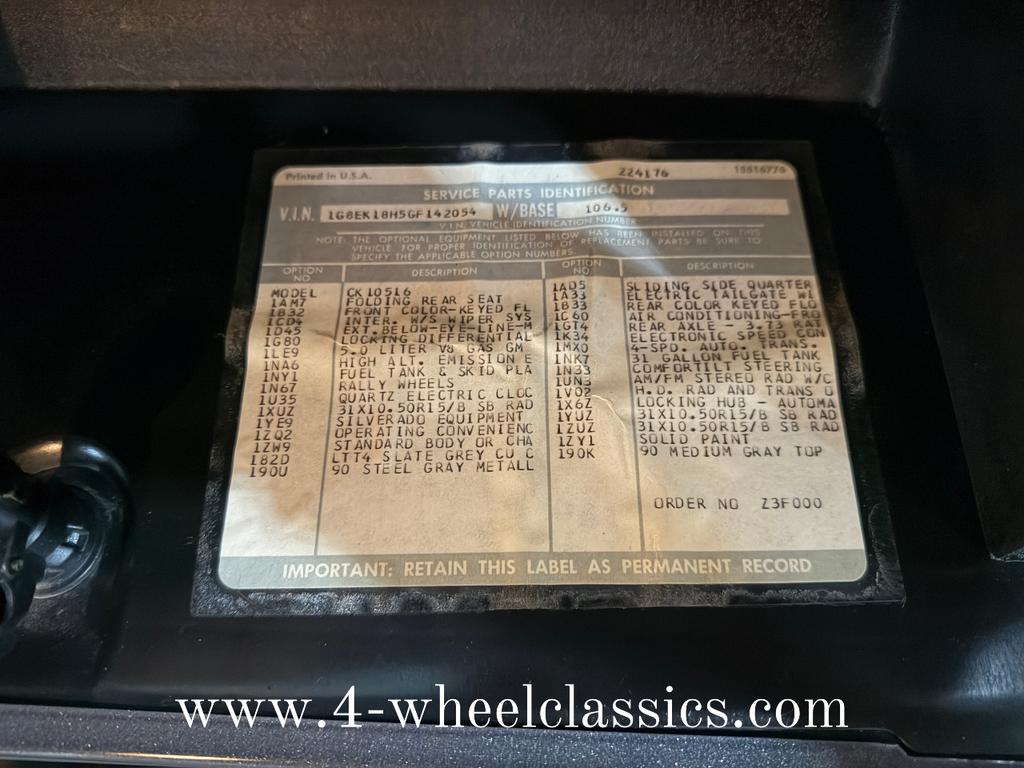 Printed in U.S.A. 224176 15516776
SERVICE PARTS IDENTIFICATION
V.I.N. 1G8EK18H5GF142054 W/BASE 106.5
V.I.N. VEHICLE IDENTIFICATION NUMBER
NOTE: THE OPTIONAL EQUIPMENT LISTED BELOW HAS BEEN INSTALLED ON THIS
VEHICLE FOR PROPER IDENTIFICATION OF REPLACEMENT PARTS BE SURE TO
SPECIFY THE APPLICABLE OPTION NUMBERS.
OPTION NO. DESCRIPTION OPTION NO. DESCRIPTION
MODEL CK10516
1AM7 FOLDING REAR SEAT
1B32 FRONT COLOR-KEYED FL
1CD4 INTER. W/S WIPER SYS
1D45 EXT.BELOW-EYE-LINE-M
1G80 LOCKING DIFFERENTIAL
1LE9 5.0 LITER V8 GAS GM
1NA6 HIGH ALT. EMISSION E
1NY1 FUEL TANK & SKID PLA
1N67 RALLY WHEELS
1U35 QUARTZ ELECTRIC CLOC
1XUZ 31X10.50R15/B SB RAD
1YE9 SILVERADO EQUIPMENT
1ZQ2 OPERATING CONVENIENC
1ZW9 STANDARD BODY OR CHA
182D LTT4 SLATE GREY CU C
190U 90 STEEL GRAY METALL
1AD5 SLIDING SIDE QUARTER
1A33 ELECTRIC TAILGATE WI
1B33 REAR COLOR KEYED FLO
1C60 AIR CONDITIONING-FRO
1GT4 REAR AXLE - 3.73 RAT
1K34 ELECTRONIC SPEED CON
1MX0 4-SPD. AUTO. TRANS.
1NK7 31 GALLON FUEL TANK
1N33 COMFORTILT STEERING
1UN3 AM/FM STEREO RAD W/C
1V02 H.D. RAD AND TRANS O
1X6Z LOCKING HUB - AUTOMA
1YUZ 31X10.50R15/B SB RAD
1ZUZ 31X10.50R15/B SB RAD
1ZY1 SOLID PAINT
190K 90 MEDIUM GRAY TOP
ORDER NO Z3F000
IMPORTANT: RETAIN THIS LABEL AS PERMANENT RECORD
www.4-wheelclassics.com